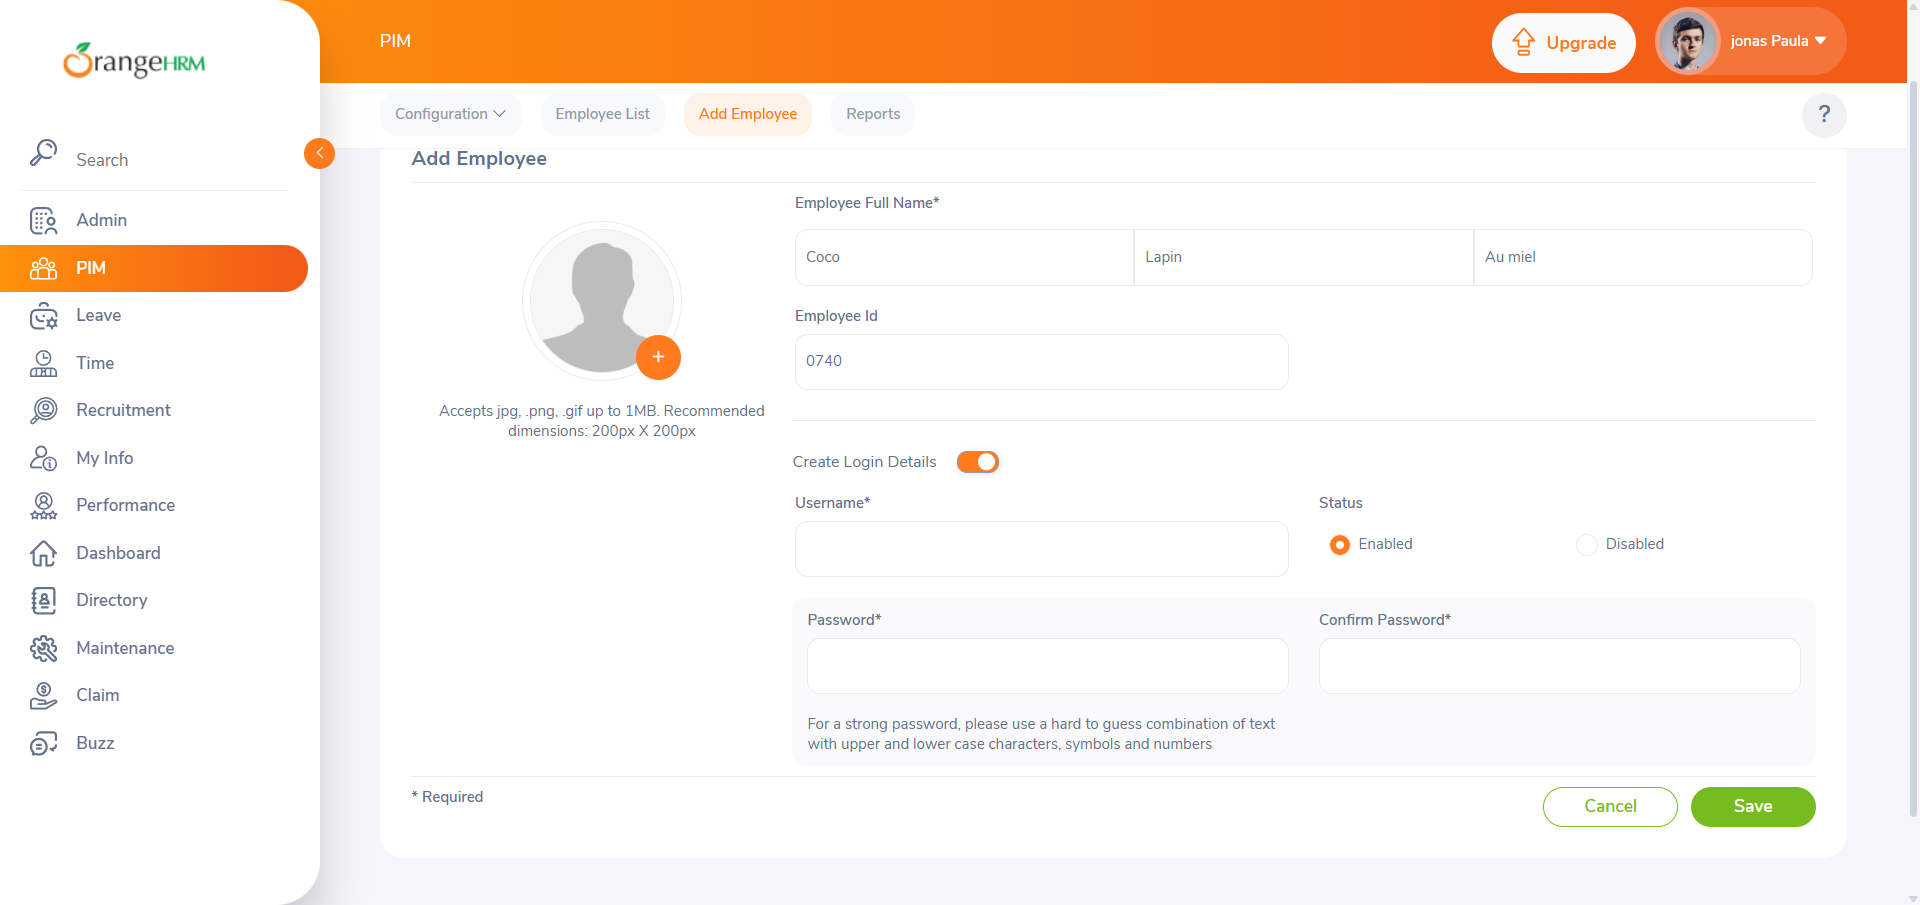 OrangeHRM
PIM
Upgrade
jonas Paula
Configuration
Employee List
Add Employee
Reports
?
Search
Admin
PIM
Leave
Time
Recruitment
My Info
Performance
Dashboard
Directory
Maintenance
Claim
Buzz
Add Employee
Accepts jpg, .png, .gif up to 1MB. Recommended
dimensions: 200px X 200px
Employee Full Name*
Coco Lapin Au miel
Employee Id
0740
Create Login Details
Username* Status
Enabled Disabled
Password* Confirm Password*
For a strong password, please use a hard to guess combination of text
with upper and lower case characters, symbols and numbers
* Required
Cancel Save